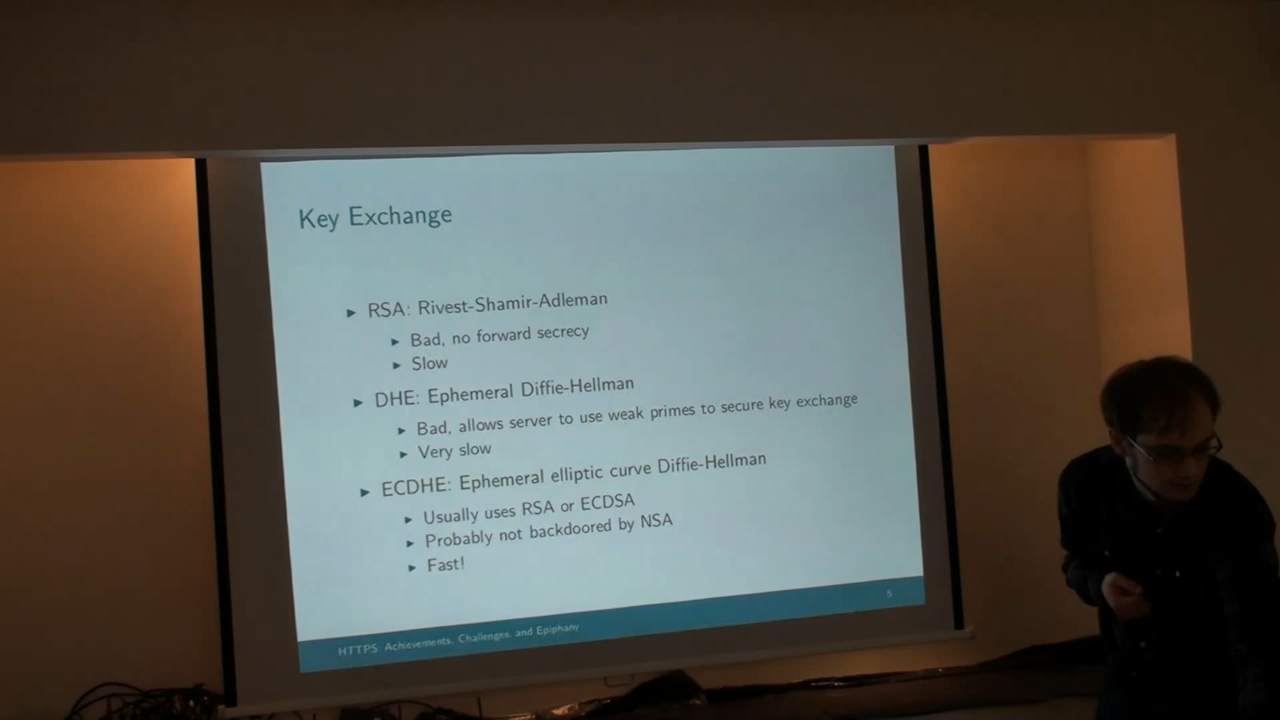 Key Exchange
▸ RSA: Rivest-Shamir-Adleman
▸ Bad, no forward secrecy
▸ Slow
▸ DHE: Ephemeral Diffie-Hellman
▸ Bad, allows server to use weak primes to secure key exchange
▸ Very slow
▸ ECDHE: Ephemeral elliptic curve Diffie-Hellman
▸ Usually uses RSA or ECDSA
▸ Probably not backdoored by NSA
▸ Fast!
5
HTTPS Achievements, Challenges, and Epiphany